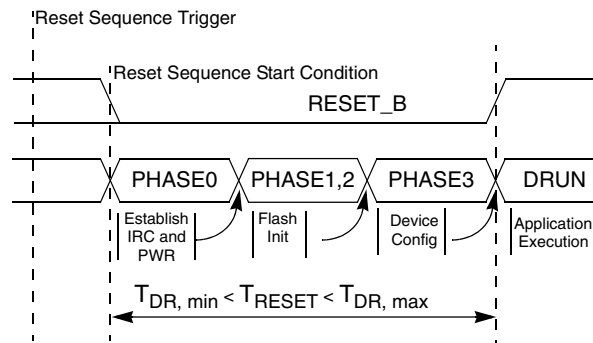 Reset Sequence Trigger
Reset Sequence Start Condition
RESET_B
PHASE0 PHASE1,2 PHASE3 DRUN
Establish
IRC and
PWR
Flash
Init
Device
Config
Application
Execution
TDR, min < TRESET < TDR, max